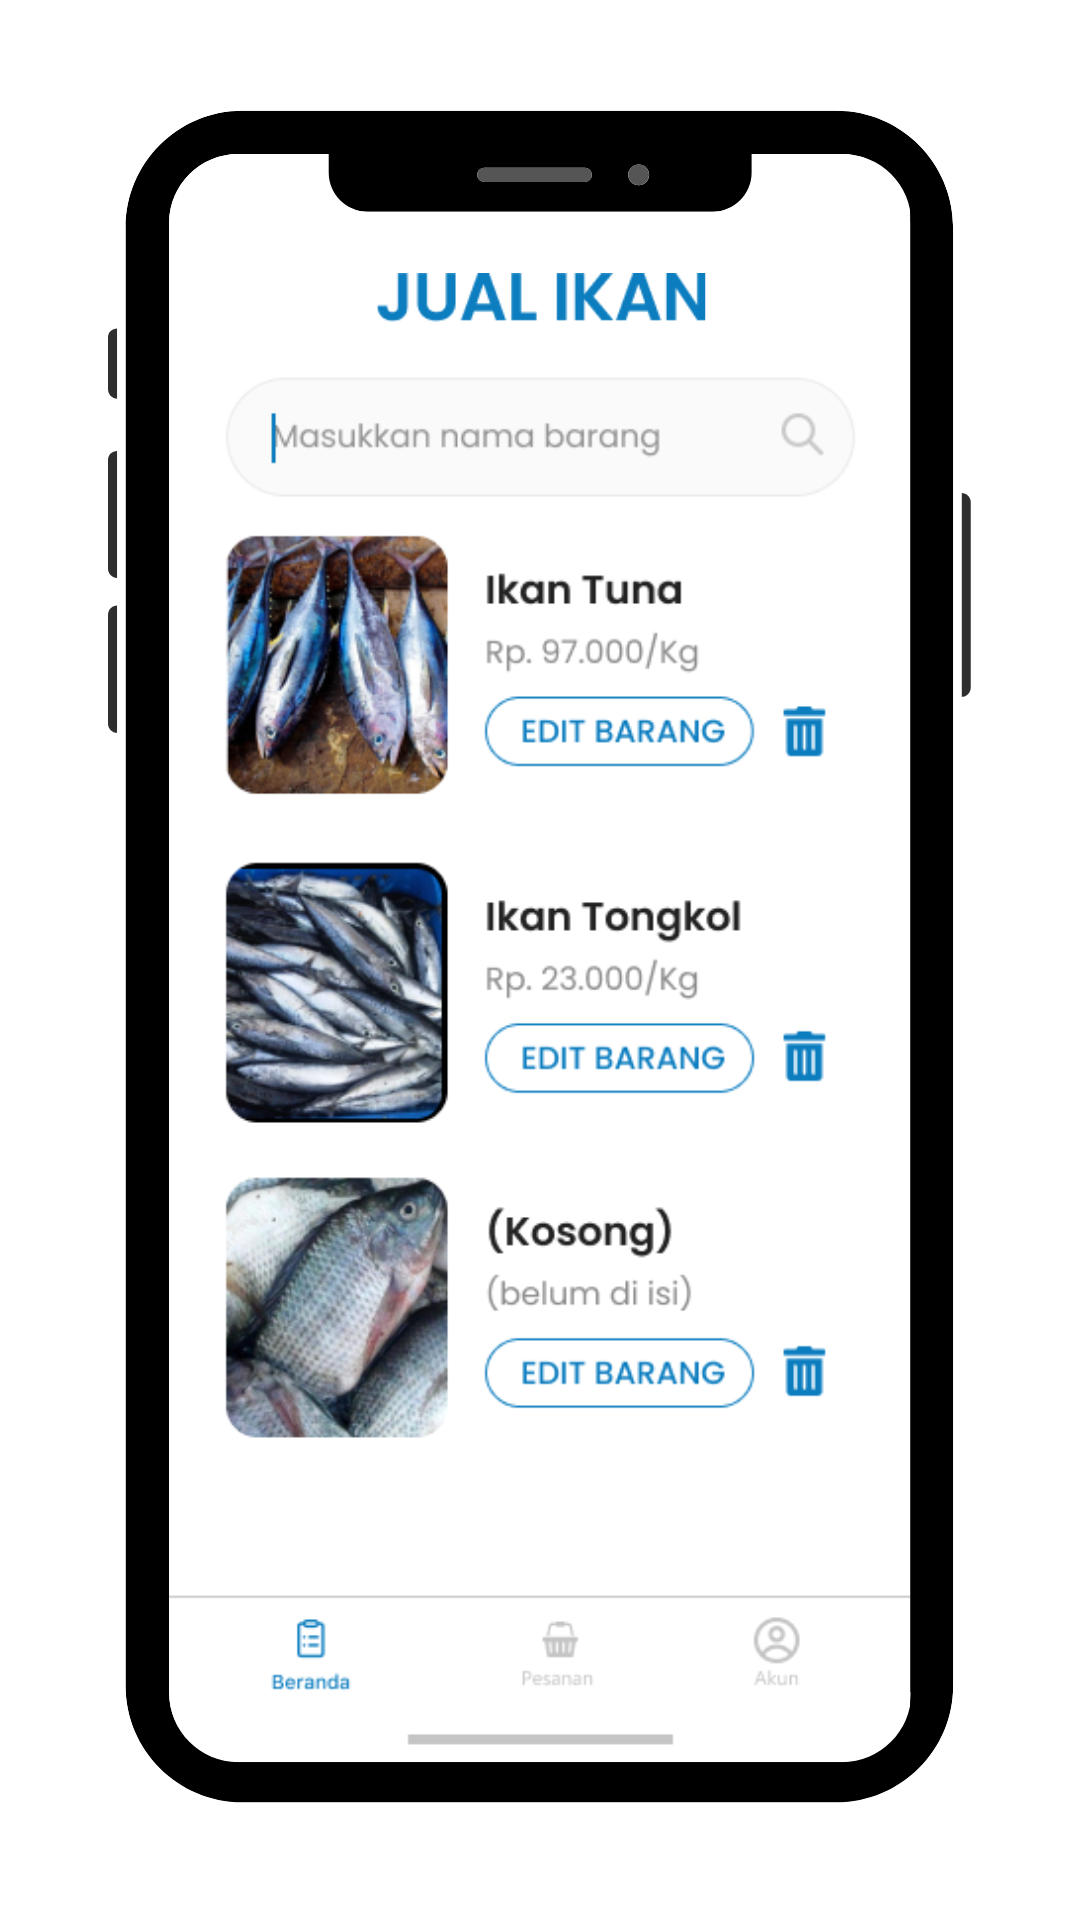 JUAL IKAN
Masukkan nama barang
Ikan Tuna
Rp. 97.000/Kg
EDIT BARANG
Ikan Tongkol
Rp. 23.000/Kg
EDIT BARANG
(Kosong)
(belum di isi)
EDIT BARANG
Beranda
Pesanan
Akun